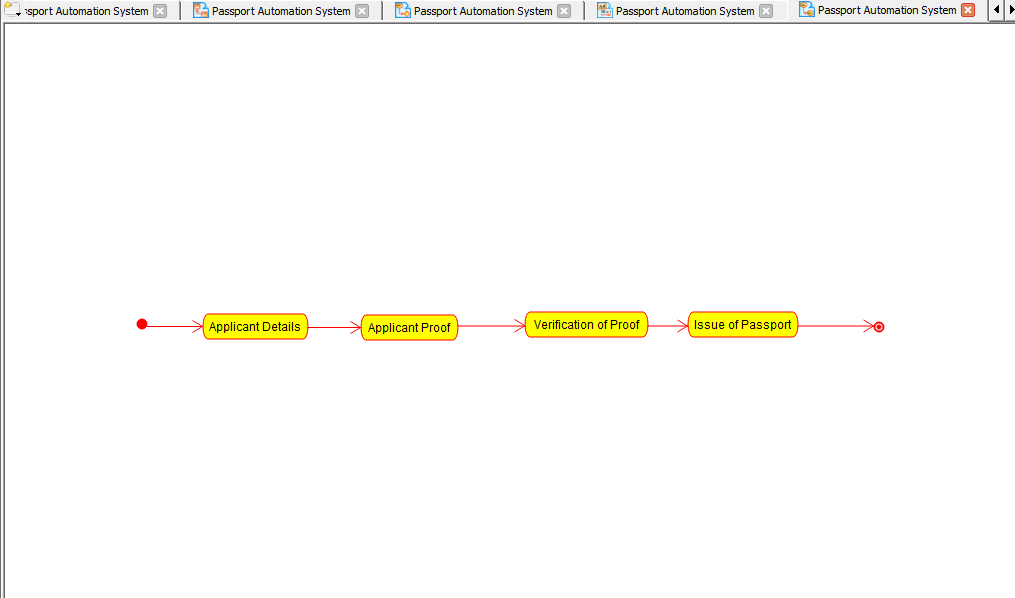 sport Automation System
Passport Automation System
Passport Automation System
Passport Automation System
Passport Automation System
Applicant Details
Applicant Proof
Verification of Proof
Issue of Passport